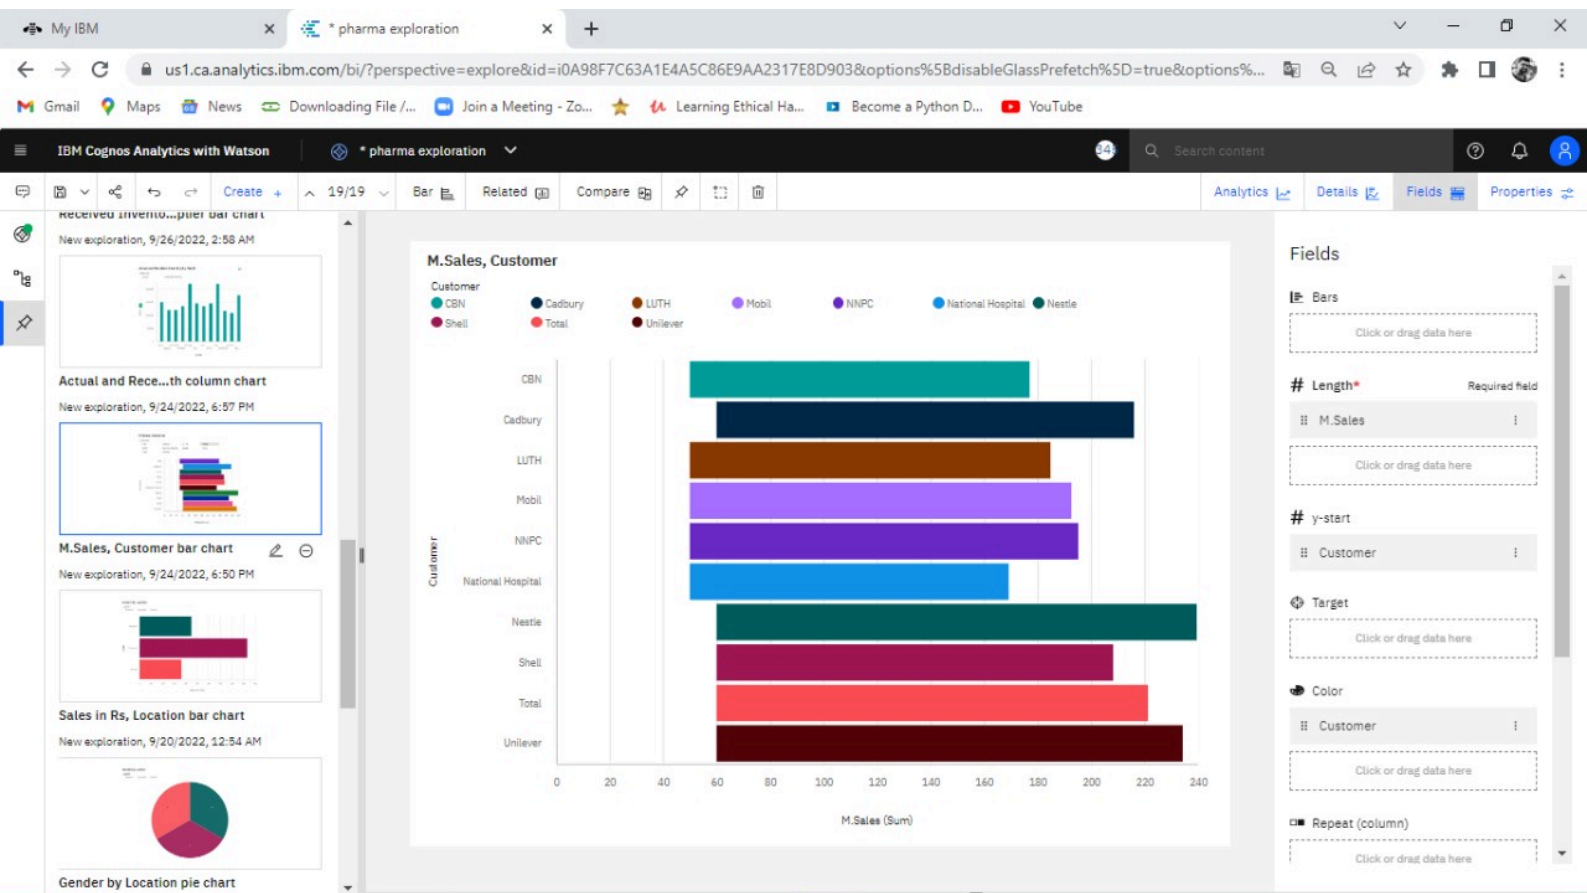 My IBM
* pharma exploration
us1.ca.analytics.ibm.com/bi/?perspective=explore&id=i0A98F7C63A1E4A5C86E9AA2317E8D903&options%5BdisableGlassPrefetch%5D=true&options%...
Gmail Maps News Downloading File /... Join a Meeting - Zo... Learning Ethical Ha... Become a Python D... YouTube
IBM Cognos Analytics with Watson * pharma exploration Search content
Create + 19/19 Bar Related Compare Analytics Details Fields Properties
Received Invento...plier bar chart
New exploration, 9/26/2022, 2:58 AM
Actual and Rece...th column chart
New exploration, 9/24/2022, 6:57 PM
M.Sales, Customer bar chart
New exploration, 9/24/2022, 6:50 PM
Sales in Rs, Location bar chart
New exploration, 9/20/2022, 12:54 AM
Gender by Location pie chart
M.Sales, Customer
Customer
CBN Cadbury LUTH Mobil NNPC National Hospital Nestle
Shell Total Unilever
Customer
CBN
Cadbury
LUTH
Mobil
NNPC
National Hospital
Nestle
Shell
Total
Unilever
0 20 40 60 80 100 120 140 160 180 200 220 240
M.Sales (Sum)
Fields
Bars
Click or drag data here
# Length* Required field
M.Sales
Click or drag data here
# y-start
Customer
Target
Click or drag data here
Color
Customer
Click or drag data here
Repeat (column)
Click or drag data here